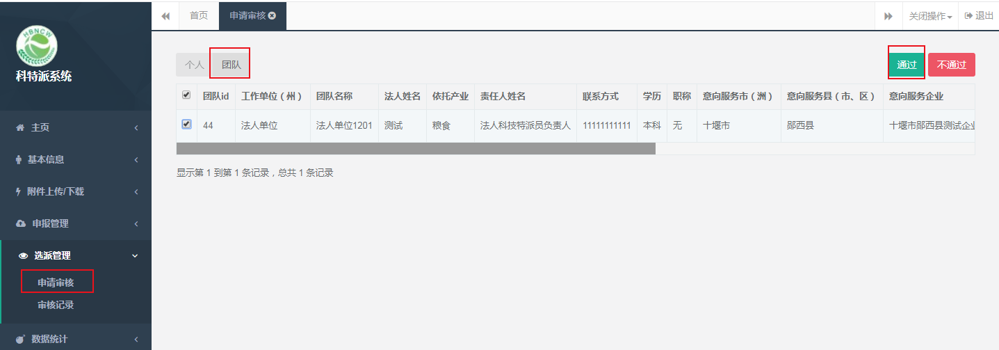 HBNCW
科特派系统
主页
基本信息
附件上传/下载
申报管理
选派管理
申请审核
审核记录
数据统计
首页 申请审核 关闭操作 退出
个人 团队 通过 不通过
团队id 工作单位（州） 团队名称 法人姓名 依托产业 责任人姓名 联系方式 学历 职称 意向服务市（洲） 意向服务县（市、区） 意向服务企业
44 法人单位 法人单位1201 测试 粮食 法人科技特派员负责人 11111111111 本科 无 十堰市 郧西县 十堰市郧西县测试企业
显示第 1 到第 1 条记录，总共 1 条记录